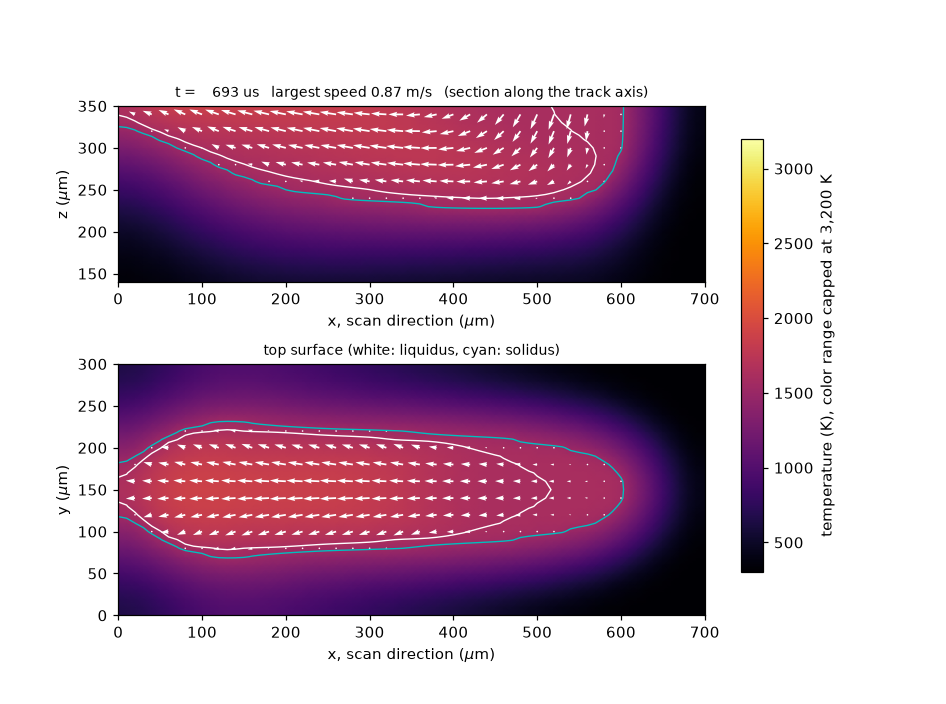 t =    693 us   largest speed 0.87 m/s   (section along the track axis)
350
300
250
200
150
z (μm)
0 100 200 300 400 500 600 700
x, scan direction (μm)
top surface (white: liquidus, cyan: solidus)
300
250
200
150
100
50
0
y (μm)
0 100 200 300 400 500 600 700
x, scan direction (μm)
3000
2500
2000
1500
1000
500
temperature (K), color range capped at 3,200 K